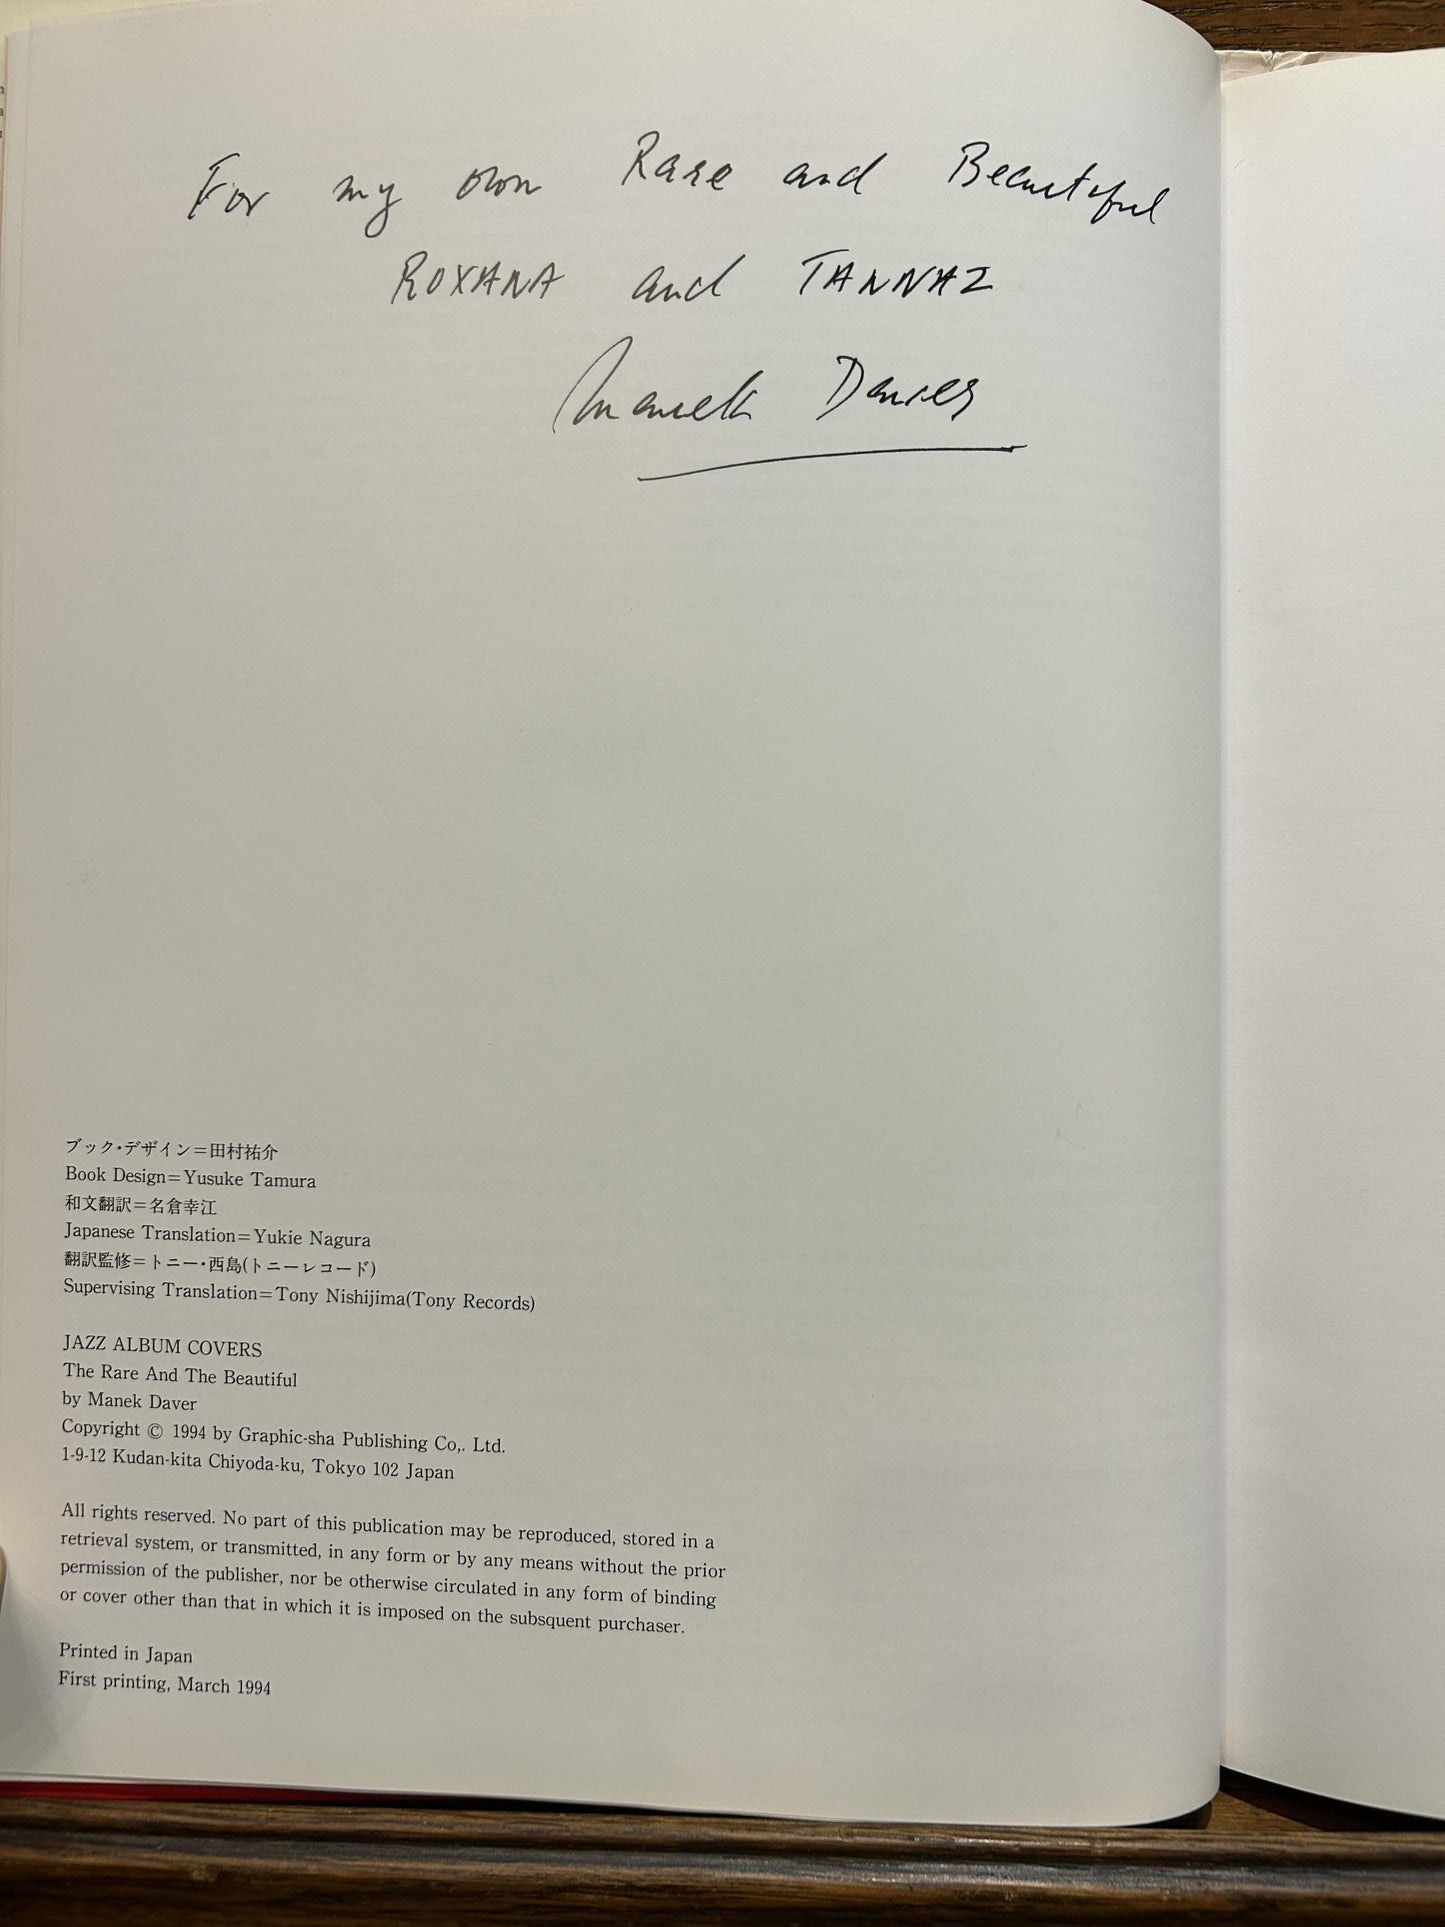 For my own Rare and Beautiful
ROXANA and TANNAZ
Manek Daver
ブック・デザイン＝田村祐介
Book Design＝Yusuke Tamura
和文翻訳＝名倉幸江
Japanese Translation＝Yukie Nagura
翻訳監修＝トニー・西島(トニーレコード)
Supervising Translation＝Tony Nishijima(Tony Records)
JAZZ ALBUM COVERS
The Rare And The Beautiful
by Manek Daver
Copyright © 1994 by Graphic-sha Publishing Co,. Ltd.
1-9-12 Kudan-kita Chiyoda-ku, Tokyo 102 Japan
All rights reserved. No part of this publication may be reproduced, stored in a
retrieval system, or transmitted, in any form or by any means without the prior
permission of the publisher, nor be otherwise circulated in any form of binding
or cover other than that in which it is imposed on the subsquent purchaser.
Printed in Japan
First printing, March 1994